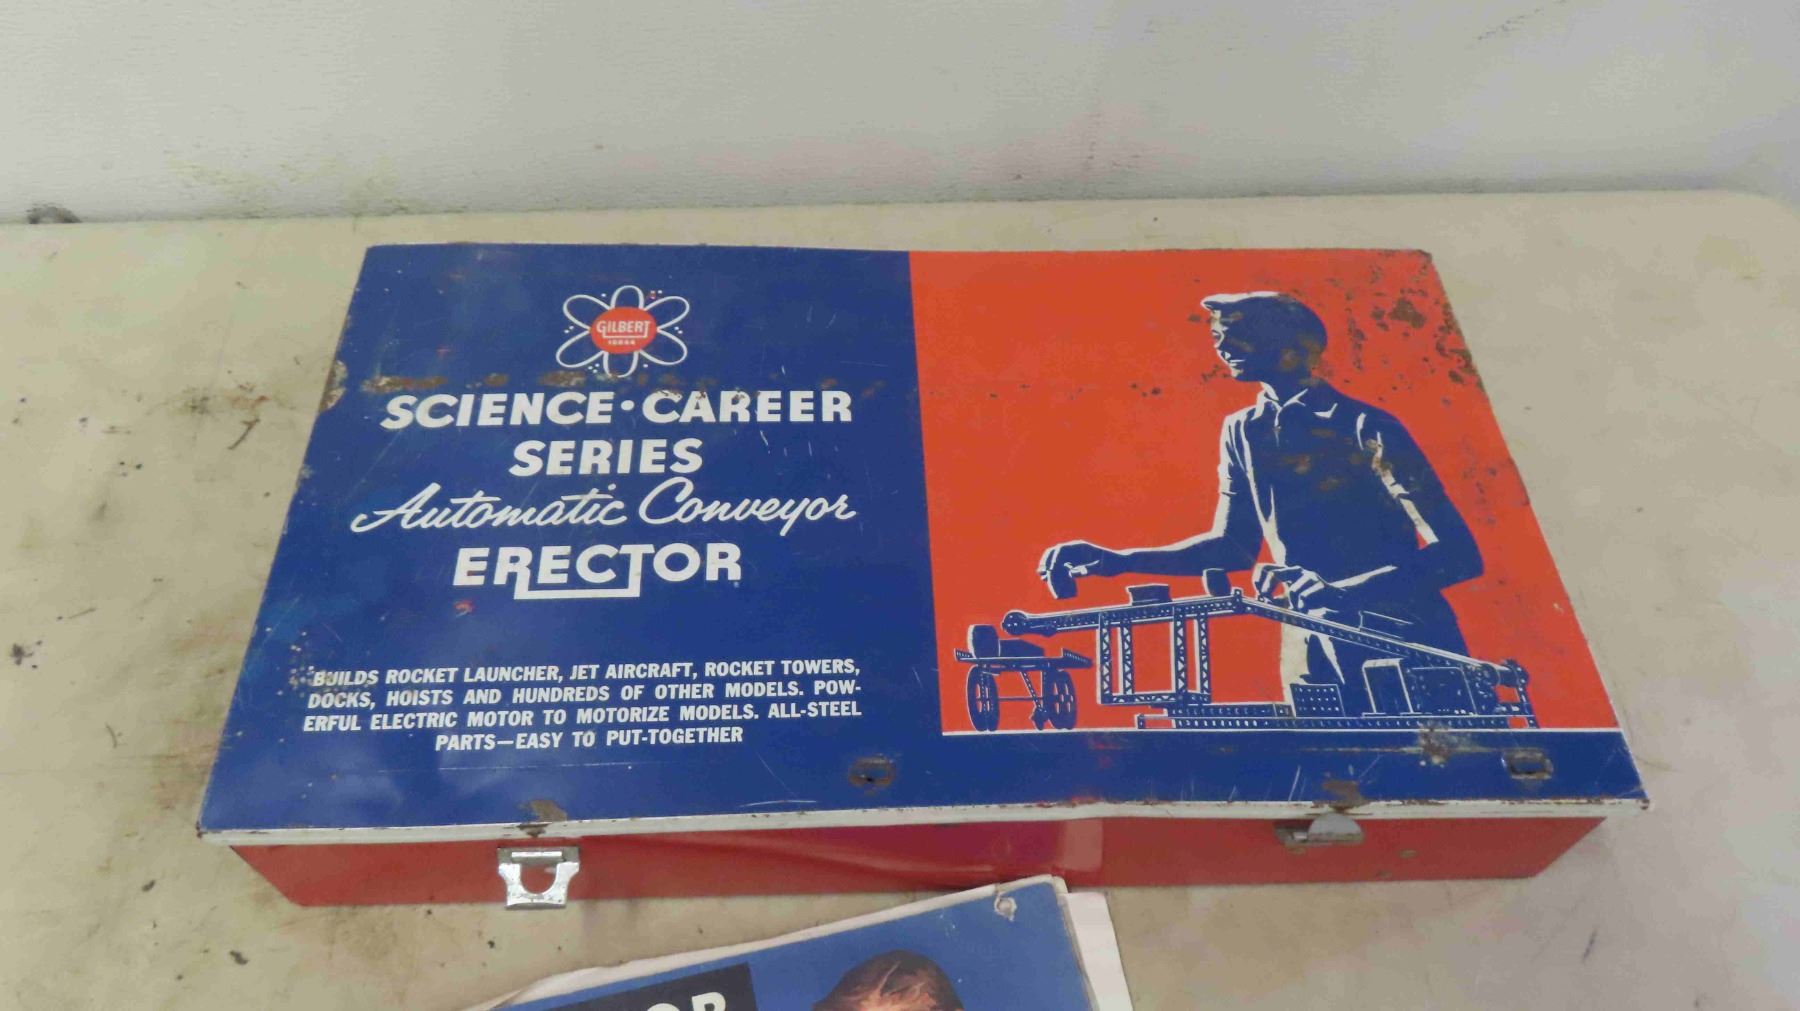 GILBERT
SCIENCE•CAREER
SERIES
Automatic Conveyor
ERECTOR
BUILDS ROCKET LAUNCHER, JET AIRCRAFT, ROCKET TOWERS,
DOCKS, HOISTS AND HUNDREDS OF OTHER MODELS. POW-
ERFUL ELECTRIC MOTOR TO MOTORIZE MODELS. ALL-STEEL
PARTS—EASY TO PUT-TOGETHER